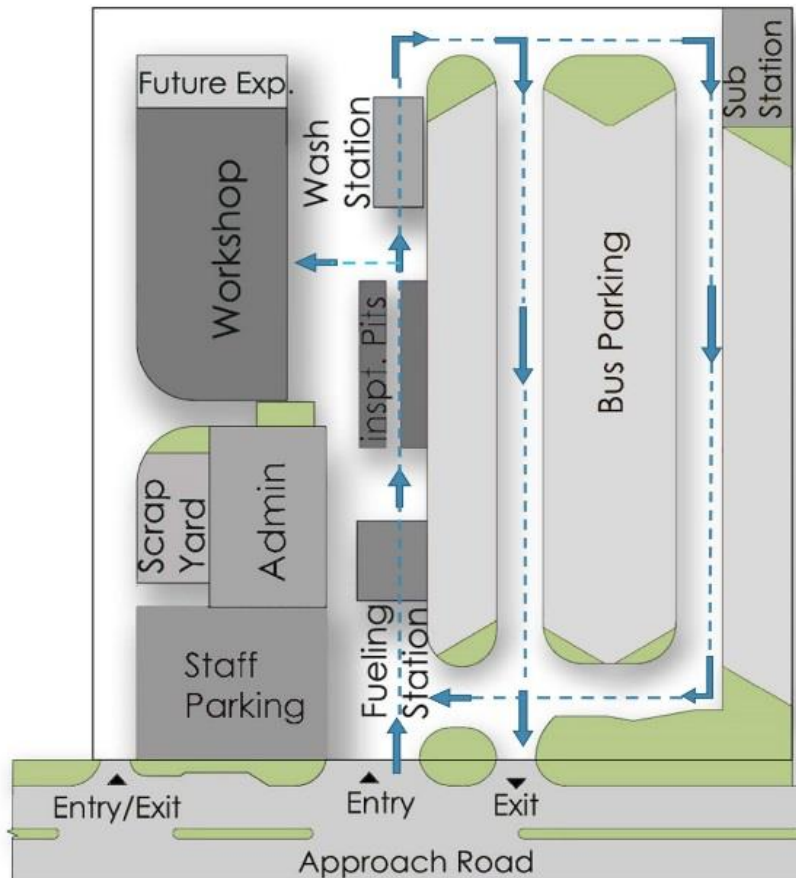 Future Exp.
Workshop
Wash
Station
Sub
Station
inspt. Pits
Bus Parking
Scrap
Yard
Admin
Staff
Parking
Fueling
Station
Entry/Exit
Entry
Exit
Approach Road